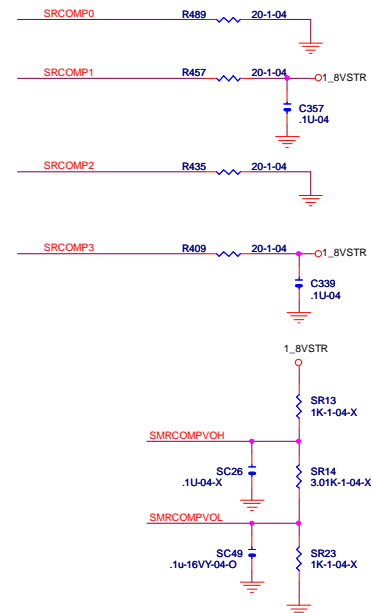 SRCOMP0 R489 20-1-04
SRCOMP1 R457 20-1-04 1_8VSTR
C357
.1U-04
SRCOMP2 R435 20-1-04
SRCOMP3 R409 20-1-04 1_8VSTR
C339
.1U-04
1_8VSTR
SR13
1K-1-04-X
SMRCOMPVOH
SC26 SR14
.1U-04-X 3.01K-1-04-X
SMRCOMPVOL
SC49 SR23
.1u-16VY-04-O 1K-1-04-X